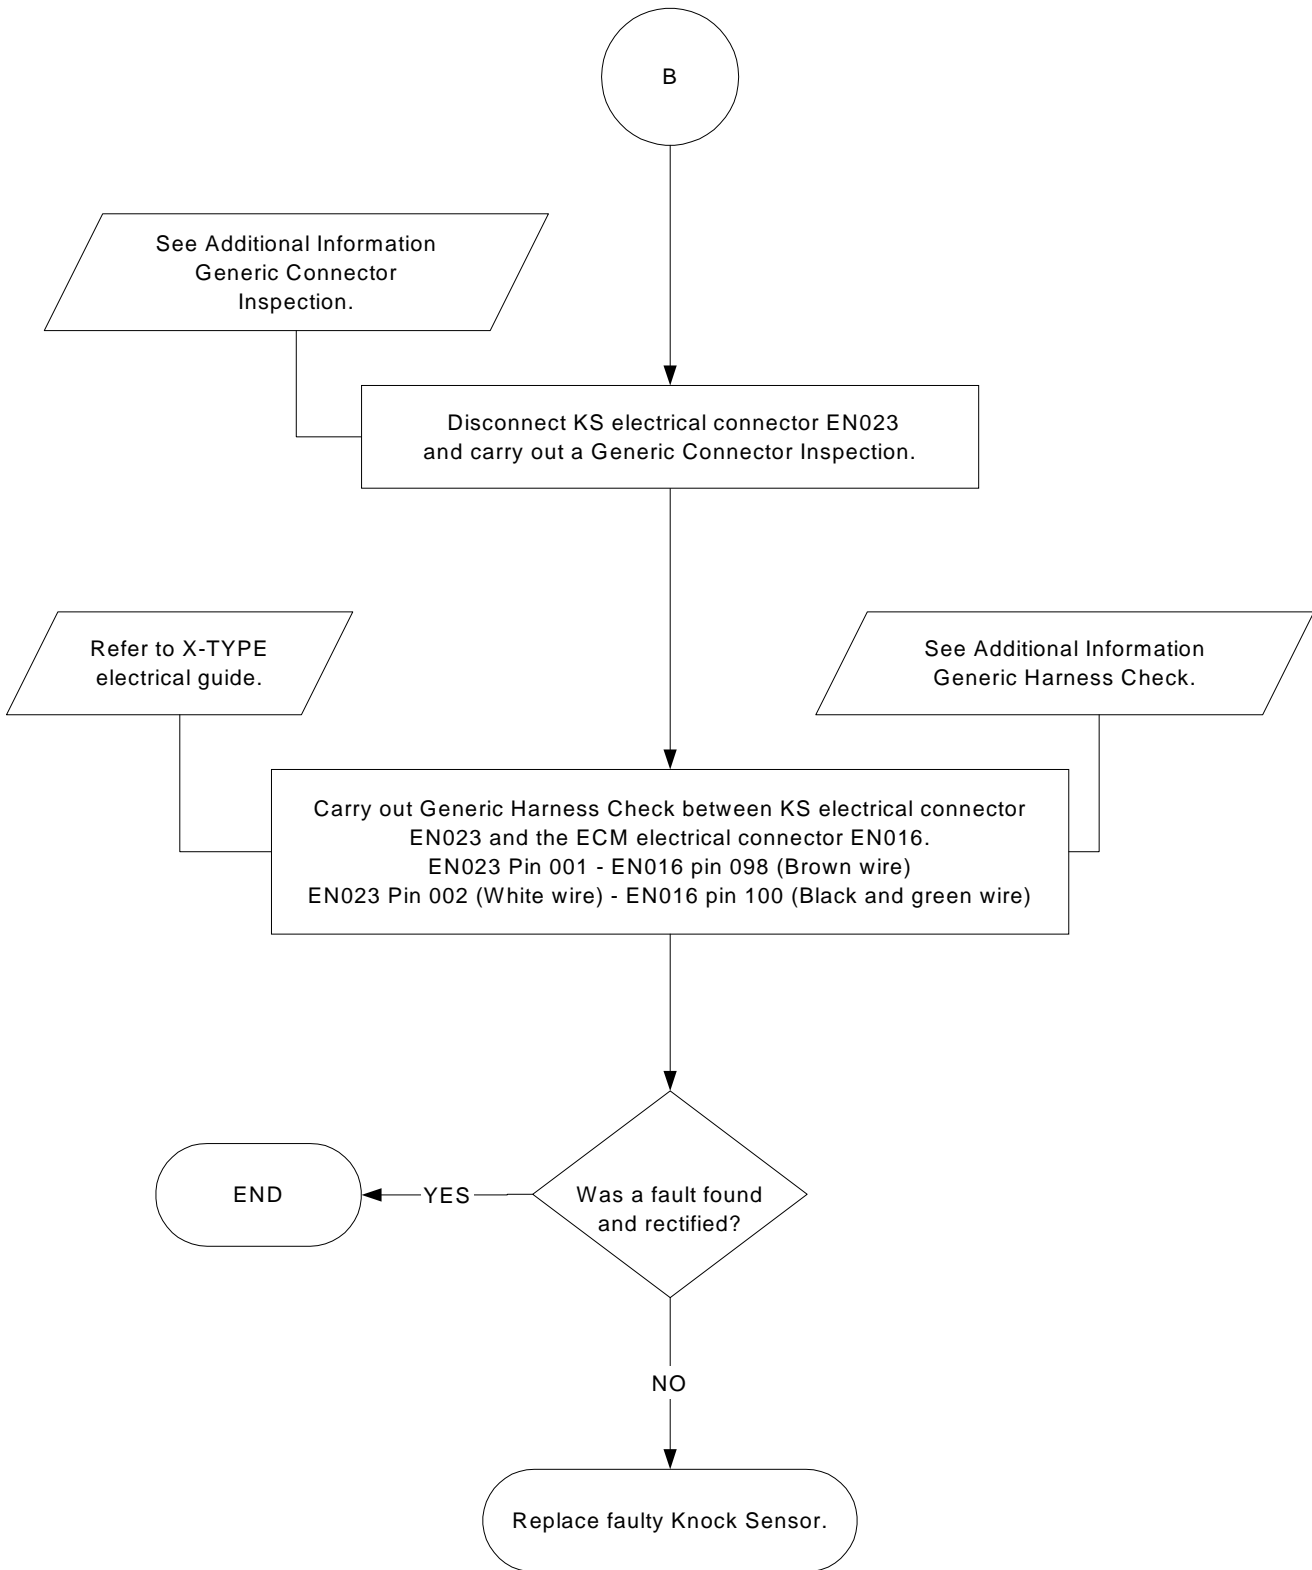 B
See Additional Information
Generic Connector
Inspection.
Disconnect KS electrical connector EN023
and carry out a Generic Connector Inspection.
Refer to X-TYPE
electrical guide.
See Additional Information
Generic Harness Check.
Carry out Generic Harness Check between KS electrical connector
EN023 and the ECM electrical connector EN016.
EN023 Pin 001 - EN016 pin 098 (Brown wire)
EN023 Pin 002 (White wire) - EN016 pin 100 (Black and green wire)
END
YES
Was a fault found
and rectified?
NO
Replace faulty Knock Sensor.